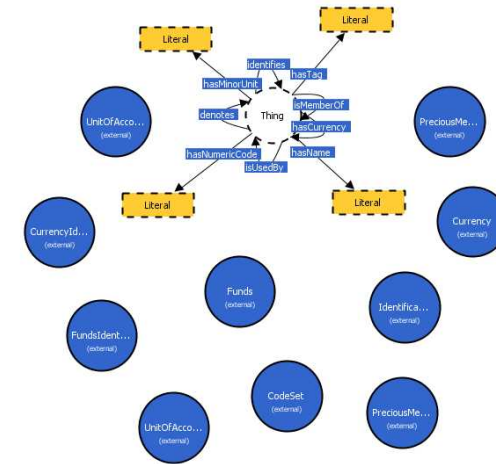 Literal
Literal
identifies
hasTag
hasMinorUnit
isMemberOf
denotes
Thing
hasCurrency
hasNumericCode
hasName
isUsedBy
UnitOfAcco...
(external)
PreciousMe...
(external)
Literal
Literal
CurrencyId...
(external)
Currency
(external)
Funds
(external)
Identifica...
(external)
FundsIdent...
(external)
CodeSet
(external)
UnitOfAcco...
(external)
PreciousMe...
(external)